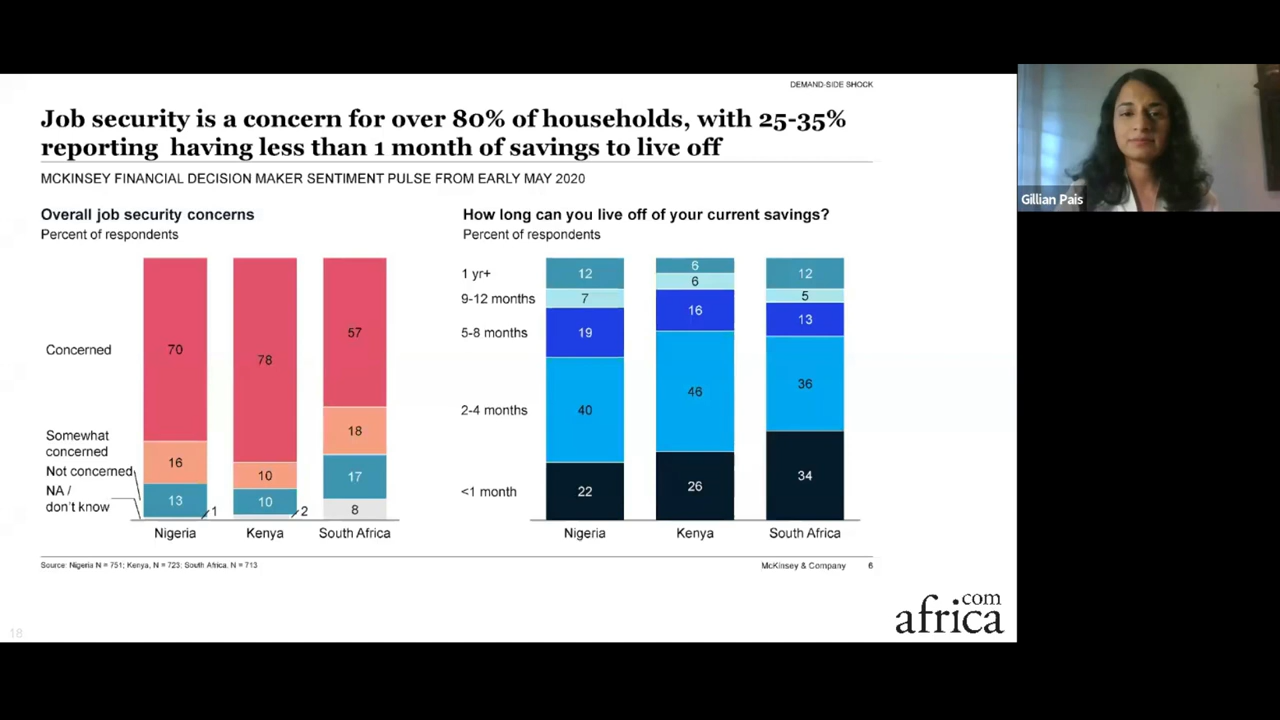 DEMAND-SIDE SHOCK
Job security is a concern for over 80% of households, with 25-35%
reporting having less than 1 month of savings to live off
MCKINSEY FINANCIAL DECISION MAKER SENTIMENT PULSE FROM EARLY MAY 2020
Gillian Pais
Overall job security concerns
Percent of respondents
Concerned
Somewhat
concerned
Not concerned
NA /
don't know
70
16
13
1
78
10
10
2
57
18
17
8
Nigeria
Kenya
South Africa
How long can you live off of your current savings?
Percent of respondents
1 yr+
9-12 months
5-8 months
2-4 months
<1 month
12
7
19
40
22
6
6
16
46
26
12
5
13
36
34
Nigeria
Kenya
South Africa
Source: Nigeria N = 751; Kenya, N = 723; South Africa, N = 713
McKinsey & Company 6
.com
africa
18